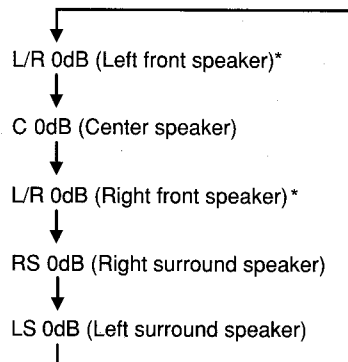 L/R 0dB (Left front speaker)*
C 0dB (Center speaker)
L/R 0dB (Right front speaker)*
RS 0dB (Right surround speaker)
LS 0dB (Left surround speaker)